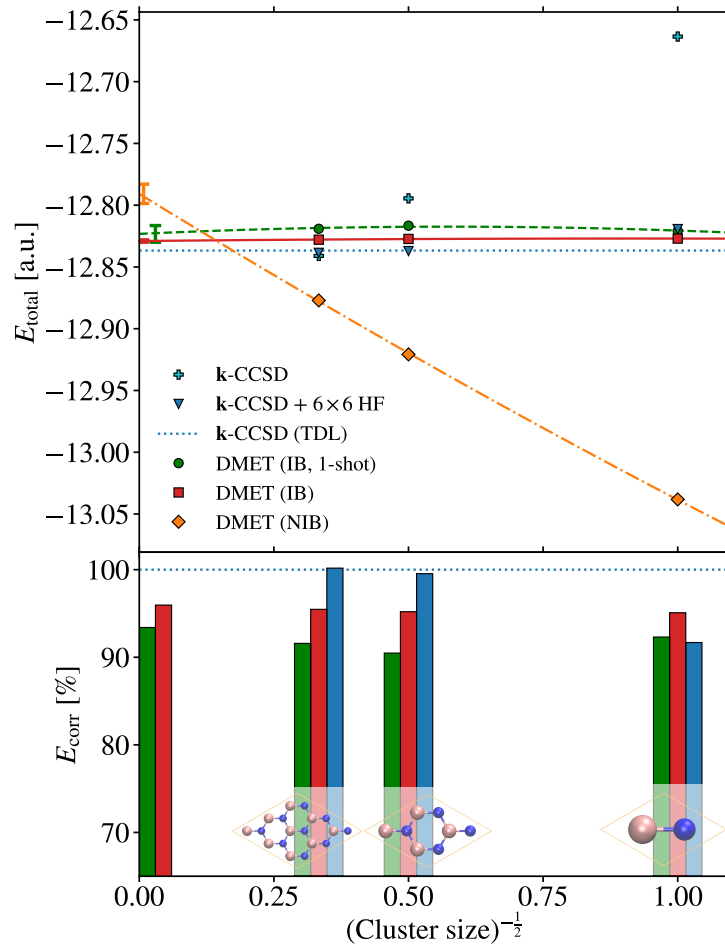 −12.65
−12.70
−12.75
−12.80
−12.85
−12.90
−12.95
−13.00
−13.05
E_total [a.u.]
k-CCSD
k-CCSD + 6×6 HF
k-CCSD (TDL)
DMET (IB, 1-shot)
DMET (IB)
DMET (NIB)
100
90
80
70
E_corr [%]
0.00 0.25 0.50 0.75 1.00
(Cluster size)^{-1/2}